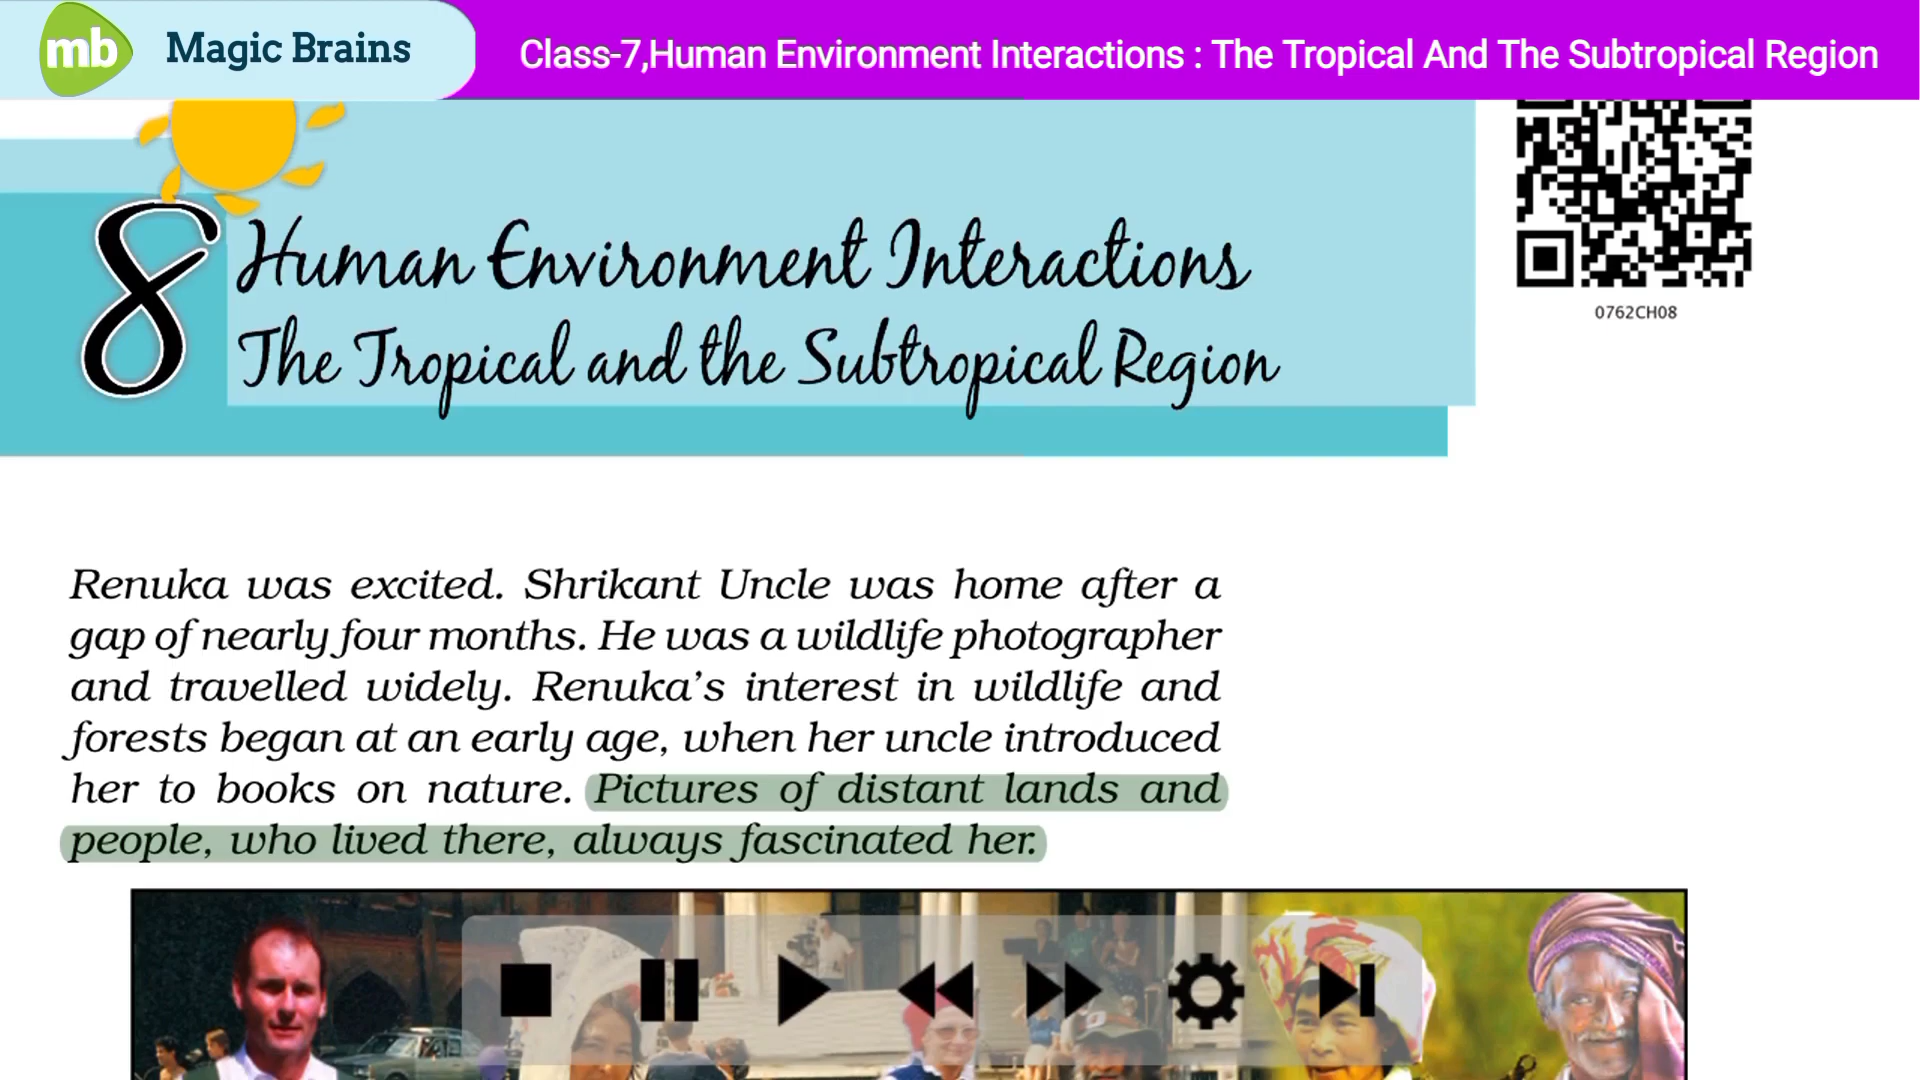 mb Magic Brains
Class-7,Human Environment Interactions : The Tropical And The Subtropical Region
8
Human Environment Interactions
The Tropical and the Subtropical Region
0762CH08
Renuka was excited. Shrikant Uncle was home after a
gap of nearly four months. He was a wildlife photographer
and travelled widely. Renuka's interest in wildlife and
forests began at an early age, when her uncle introduced
her to books on nature. Pictures of distant lands and
people, who lived there, always fascinated her.